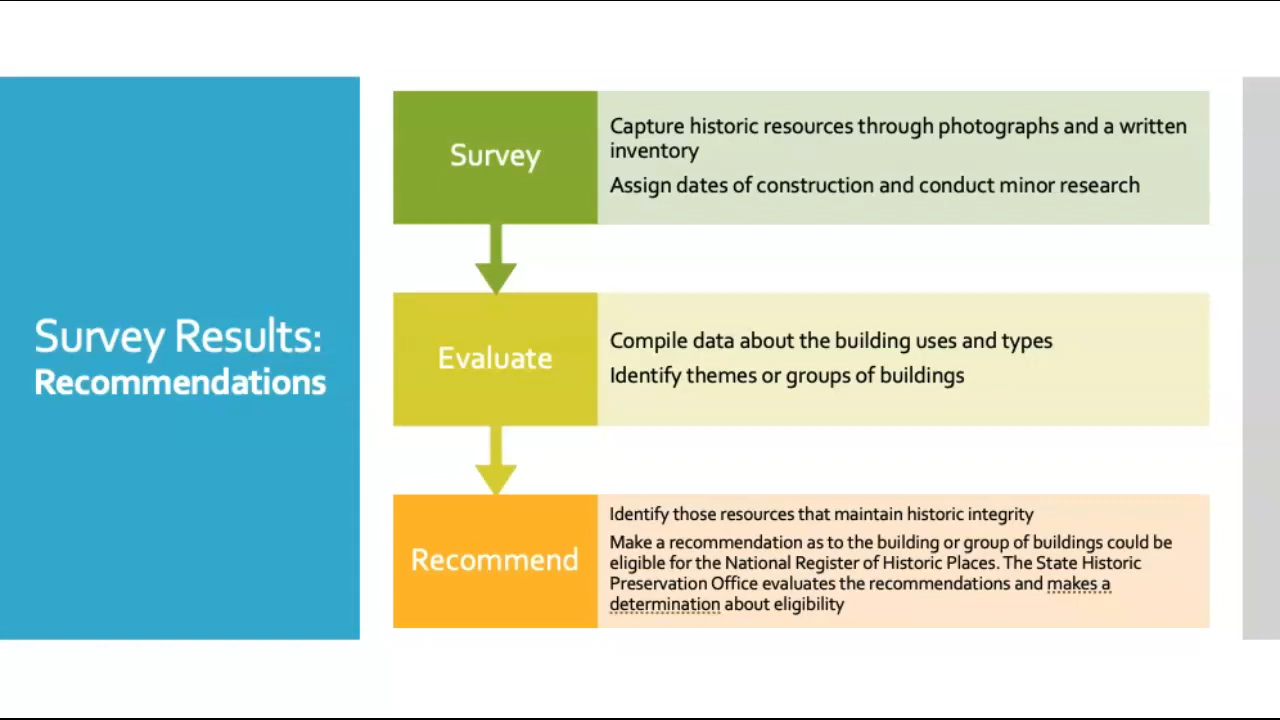 Survey Results:
Recommendations
Survey
Capture historic resources through photographs and a written
inventory
Assign dates of construction and conduct minor research
Evaluate
Compile data about the building uses and types
Identify themes or groups of buildings
Recommend
Identify those resources that maintain historic integrity
Make a recommendation as to the building or group of buildings could be
eligible for the National Register of Historic Places. The State Historic
Preservation Office evaluates the recommendations and makes a
determination about eligibility